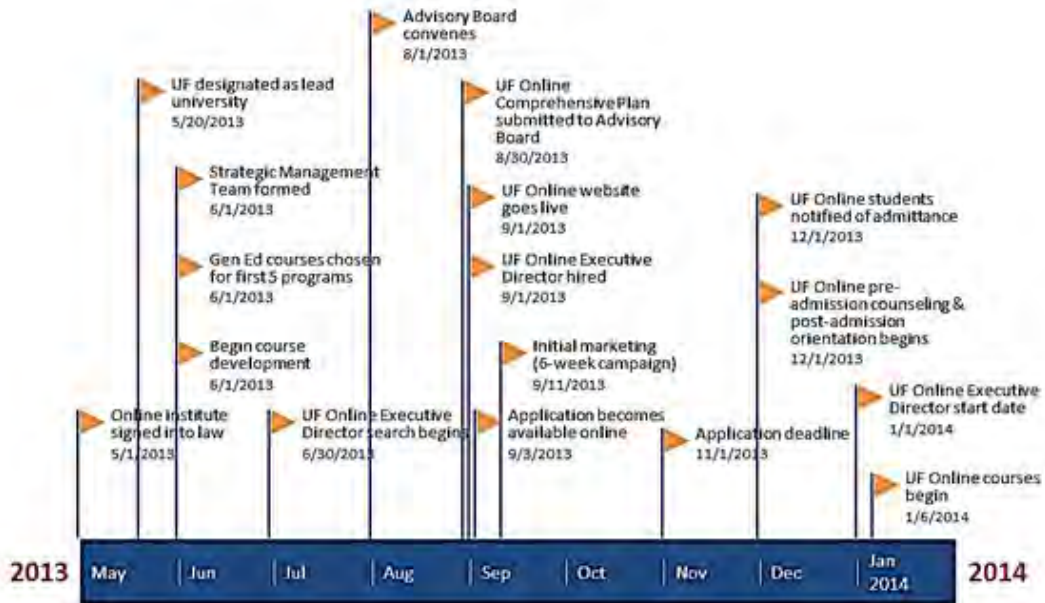 Advisory Board
convenes
8/1/2013
UF designated as lead
university
5/20/2013
UF Online
Comprehensive Plan
submitted to Advisory
Board
8/30/2013
Strategic Management
Team formed
6/1/2013
UF Online website
goes live
9/1/2013
UF Online students
notified of admittance
12/1/2013
Gen Ed courses chosen
for first 5 programs
6/1/2013
UF Online Executive
Director hired
9/1/2013
UF Online pre-
admission counseling &
post-admission
orientation begins
12/1/2013
Begin course
development
6/1/2013
Initial marketing
(6-week campaign)
9/11/2013
Online institute
signed into law
5/1/2013
UF Online Executive
Director search begins
6/30/2013
Application becomes
available online
9/3/2013
Application deadline
11/1/2013
UF Online Executive
Director start date
1/1/2014
UF Online courses
begin
1/6/2014
2013 May Jun Jul Aug Sep Oct Nov Dec Jan 2014 2014